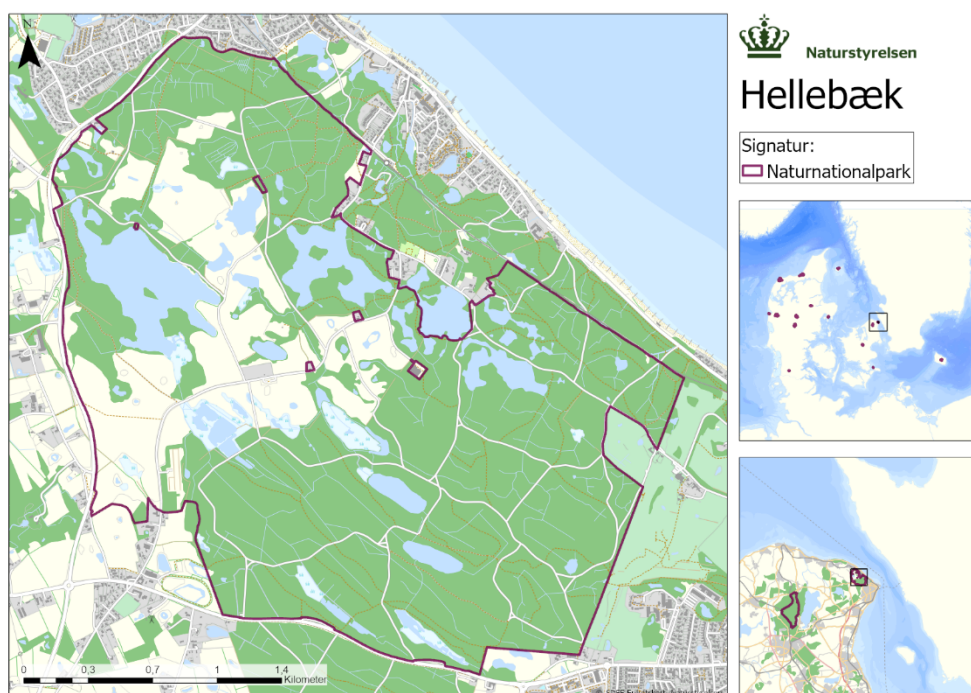 N
Naturstyrelsen
Hellebæk
Signatur:
Naturnationalpark
0 0,3 0,7 1 1,4
Kilometer